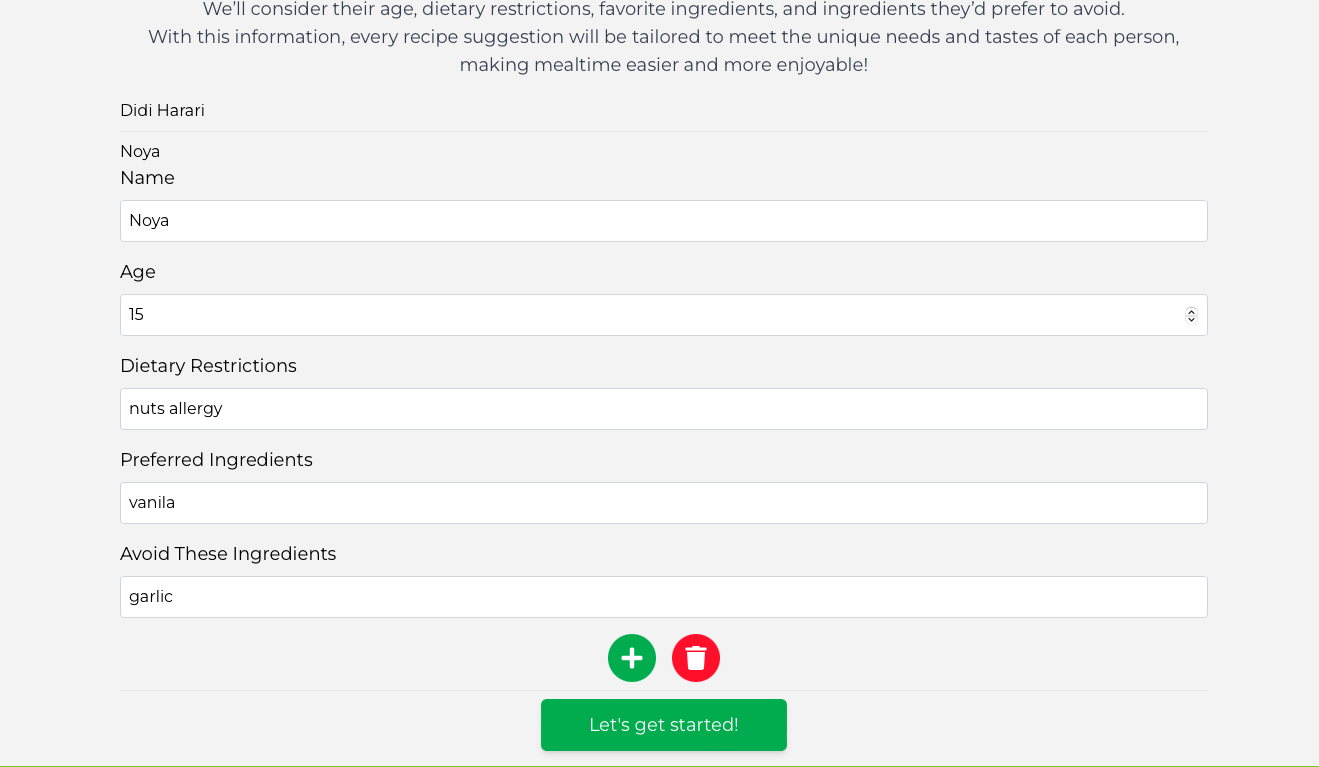 We’ll consider their age, dietary restrictions, favorite ingredients, and ingredients they’d prefer to avoid.
With this information, every recipe suggestion will be tailored to meet the unique needs and tastes of each person,
making mealtime easier and more enjoyable!
Didi Harari
Noya
Name
Noya
Age
15
Dietary Restrictions
nuts allergy
Preferred Ingredients
vanila
Avoid These Ingredients
garlic
Let's get started!